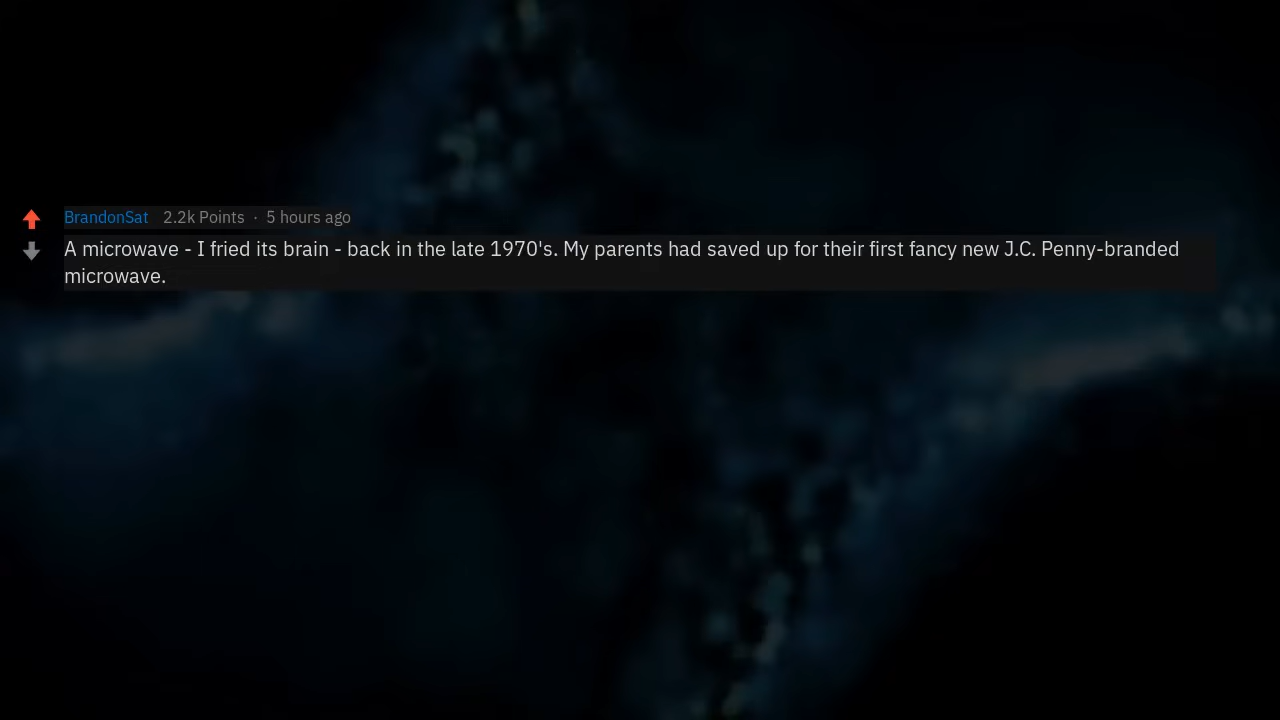 BrandonSat 2.2k Points · 5 hours ago
A microwave - I fried its brain - back in the late 1970's. My parents had saved up for their first fancy new J.C. Penny-branded
microwave.